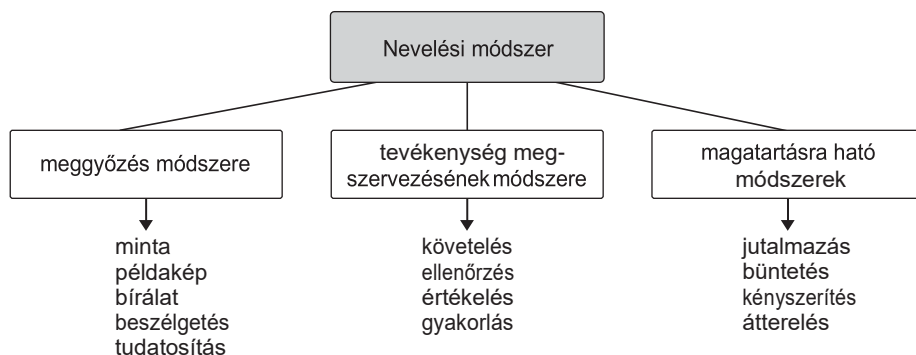 Nevelési módszer
meggyőzés módszere
minta
példakép
bírálat
beszélgetés
tudatosítás
tevékenység meg-
szervezésének módszere
követelés
ellenőrzés
értékelés
gyakorlás
magatartásra ható
módszerek
jutalmazás
büntetés
kényszerítés
átterelés